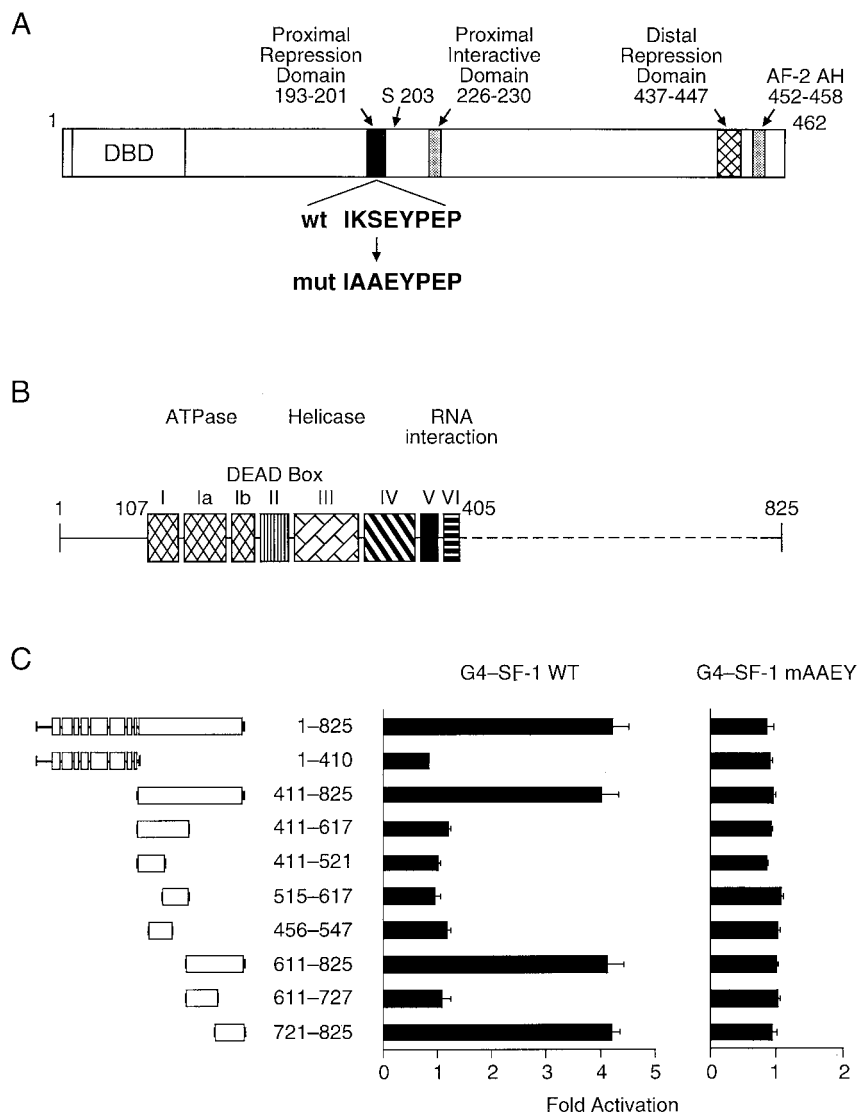 A
Proximal
Repression
Domain
193-201
S 203
Proximal
Interactive
Domain
226-230
Distal
Repression
Domain
437-447
AF-2 AH
452-458
1
462
DBD
wt IKSEYPEP
mut IAAEYPEP
B
ATPase
Helicase
RNA
interaction
DEAD Box
1
107
I
Ia
Ib
II
III
IV
V
VI
405
825
C
G4–SF-1 WT
G4–SF-1 mAAEY
1–825
1–410
411–825
411–617
411–521
515–617
456–547
611–825
611–727
721–825
0 1 2 3 4 5
0 1 2
Fold Activation